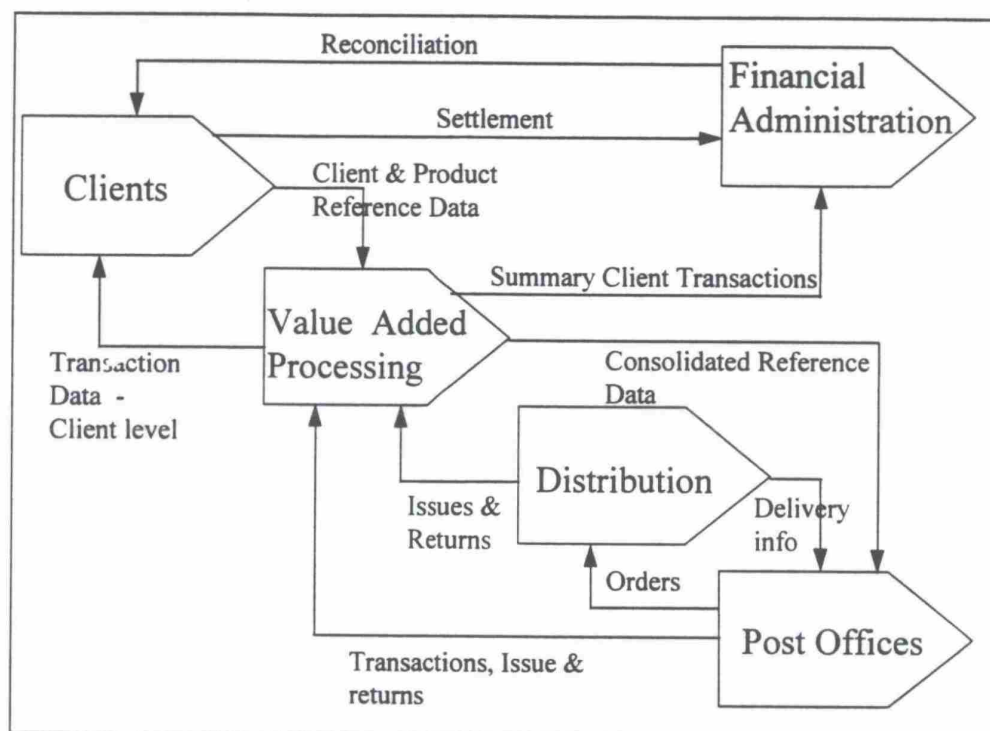 Reconciliation
Financial
Administration
Settlement
Clients
Client & Product
Reference Data
Summary Client Transactions
Value Added
Processing
Transaction
Data -
Client level
Consolidated Reference
Data
Distribution
Issues &
Returns
Delivery
info
Orders
Post Offices
Transactions, Issue &
returns